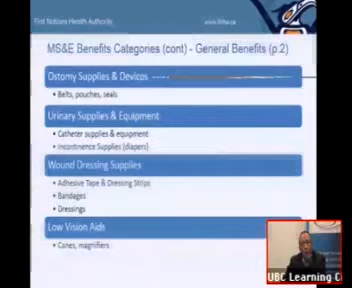 First Nations Health Authority
www.fnha.ca
MS&E Benefits Categories (cont) - General Benefits (p.2)
Ostomy Supplies & Devices
• Belts, pouches, seals
Urinary Supplies & Equipment
• Catheter supplies & equipment
• Incontinence Supplies (diapers)
Wound Dressing Supplies
• Adhesive Tape & Dressing Strips
• Bandages
• Dressings
Low Vision Aids
• Canes, magnifiers
UBC Learning C